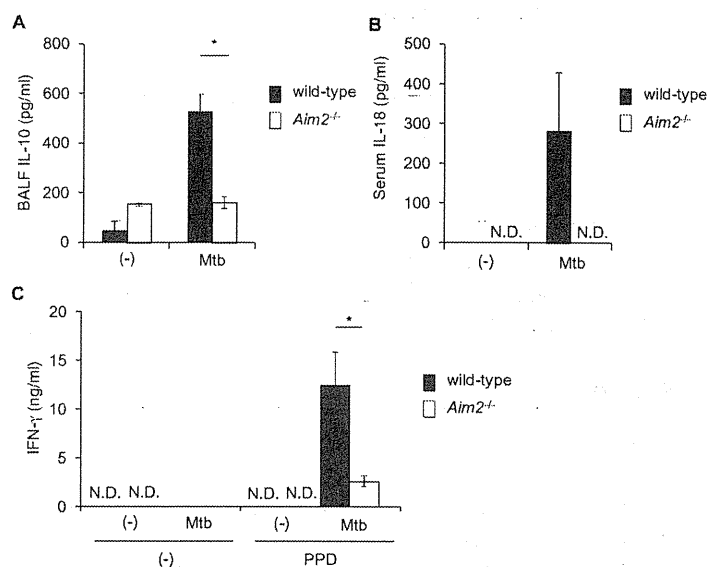 A
BALF IL-10 (pg/ml)
800
600
400
200
0
*
(-) Mtb
wild-type
Aim2-/-
B
Serum IL-18 (pg/ml)
500
400
300
200
100
0
N.D. N.D.
(-) Mtb
wild-type
Aim2-/-
C
IFN-γ (ng/ml)
20
15
10
5
0
*
N.D. N.D. N.D. N.D.
(-) Mtb (-) Mtb
(-) PPD
wild-type
Aim2-/-